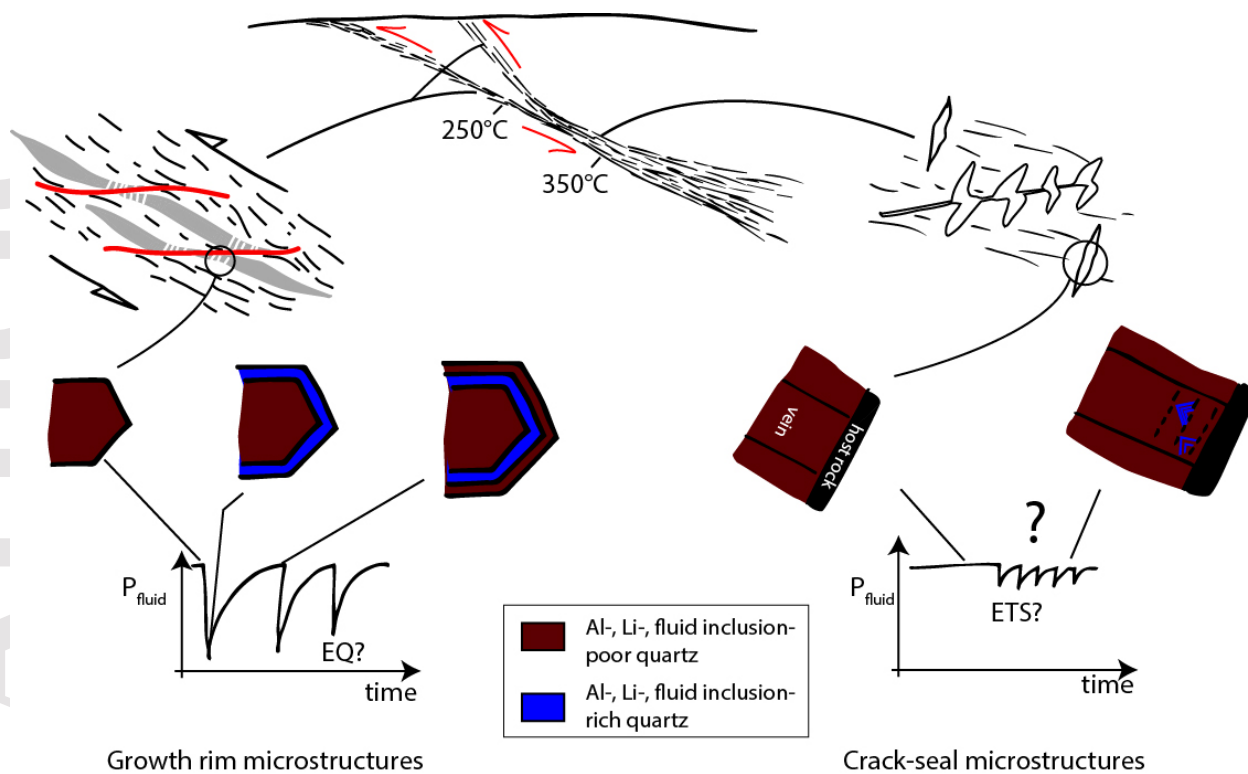 250°C
350°C
vein
host rock
P fluid
EQ?
time
?
P fluid
ETS?
time
Al-, Li-, fluid inclusion-
poor quartz
Al-, Li-, fluid inclusion-
rich quartz
Growth rim microstructures
Crack-seal microstructures